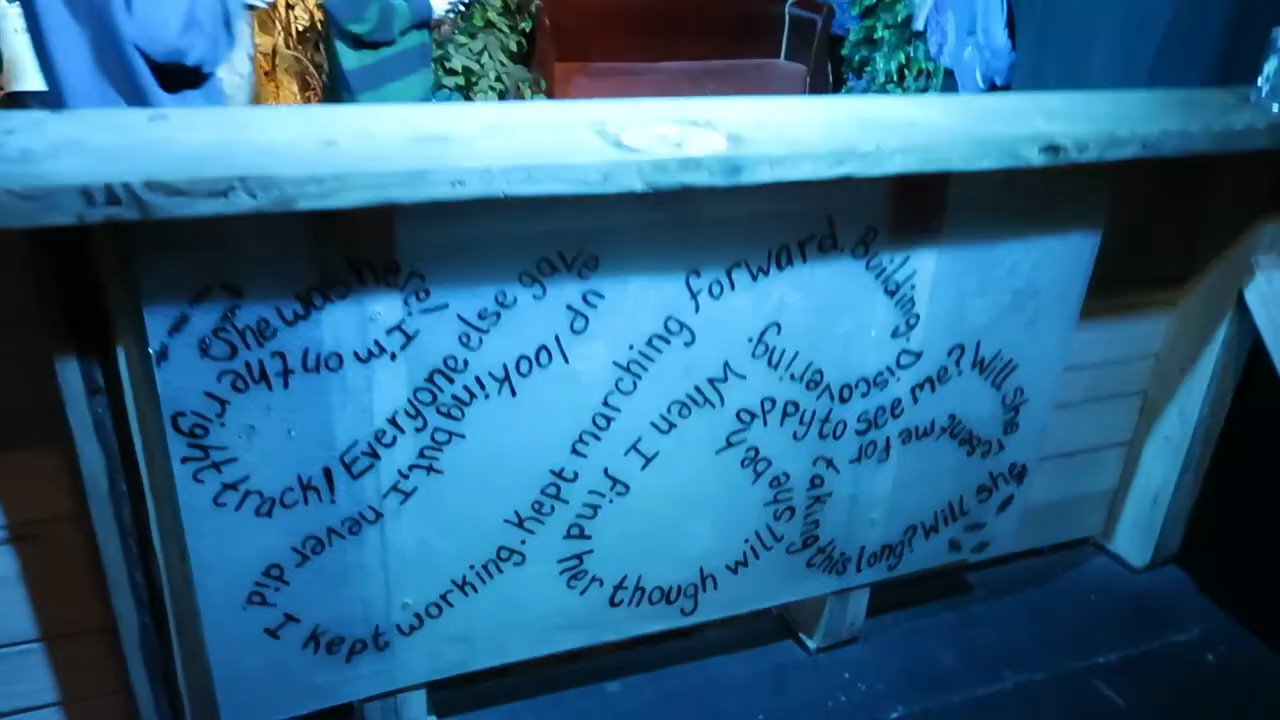 She was here!
I'm on the right track!
Everyone else gave up looking but, I never did.
I kept working. Kept marching forward.
Building. Discovering.
When I find her though will she be happy to see me?
Will she resent me for taking this long?
Will she